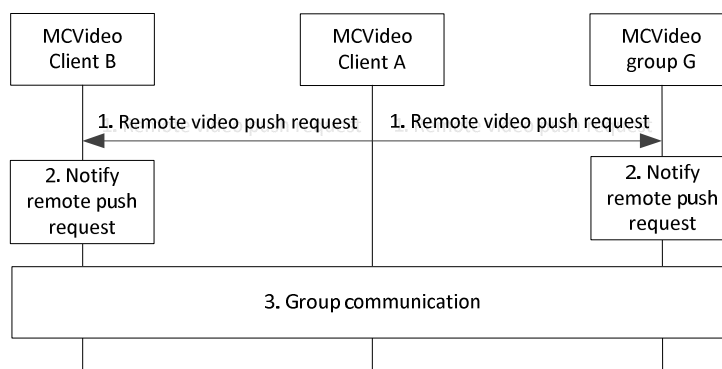 MCVideo
Client B
MCVideo
Client A
MCVideo
group G
1. Remote video push request
1. Remote video push request
2. Notify
remote push
request
2. Notify
remote push
request
3. Group communication